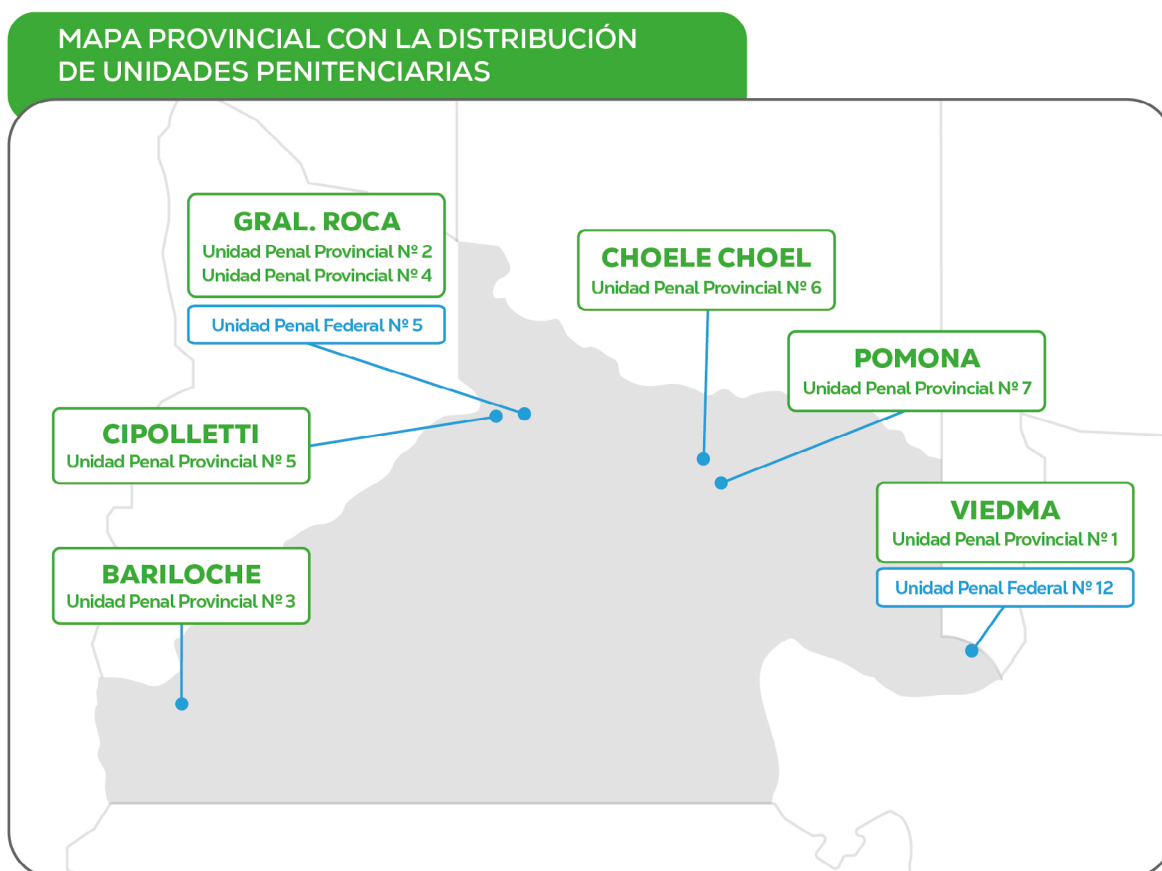 MAPA PROVINCIAL CON LA DISTRIBUCIÓN
DE UNIDADES PENITENCIARIAS
GRAL. ROCA
Unidad Penal Provincial Nº 2
Unidad Penal Provincial Nº 4
Unidad Penal Federal Nº 5
CHOELE CHOEL
Unidad Penal Provincial Nº 6
POMONA
Unidad Penal Provincial Nº 7
CIPOLLETTI
Unidad Penal Provincial Nº 5
VIEDMA
Unidad Penal Provincial Nº 1
Unidad Penal Federal Nº 12
BARILOCHE
Unidad Penal Provincial Nº 3